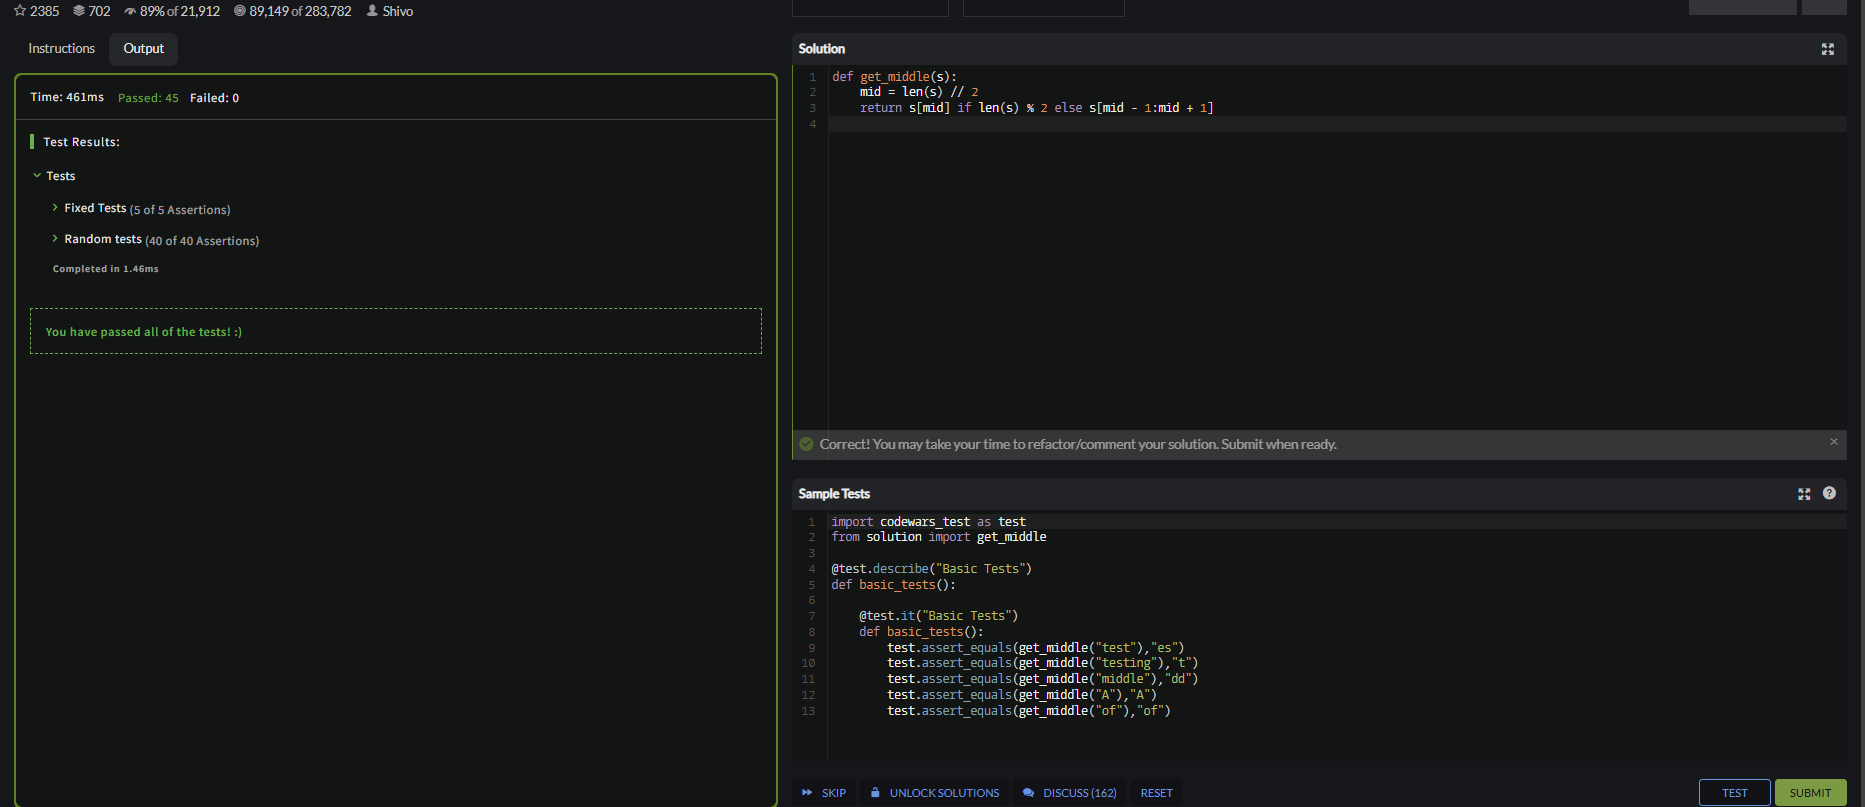 2385 702 89% of 21,912 89,149 of 283,782 Shivo
Instructions Output
Time: 461ms Passed: 45 Failed: 0
Test Results:
Tests
Fixed Tests (5 of 5 Assertions)
Random tests (40 of 40 Assertions)
Completed in 1.46ms
You have passed all of the tests! :)
Solution
1 def get_middle(s):
2     mid = len(s) // 2
3     return s[mid] if len(s) % 2 else s[mid - 1:mid + 1]
4
Correct! You may take your time to refactor/comment your solution. Submit when ready. ×
Sample Tests ?
1 import codewars_test as test
2 from solution import get_middle
3
4 @test.describe("Basic Tests")
5 def basic_tests():
6
7     @test.it("Basic Tests")
8     def basic_tests():
9         test.assert_equals(get_middle("test"),"es")
10         test.assert_equals(get_middle("testing"),"t")
11         test.assert_equals(get_middle("middle"),"dd")
12         test.assert_equals(get_middle("A"),"A")
13         test.assert_equals(get_middle("of"),"of")
SKIP UNLOCK SOLUTIONS DISCUSS (162) RESET TEST SUBMIT